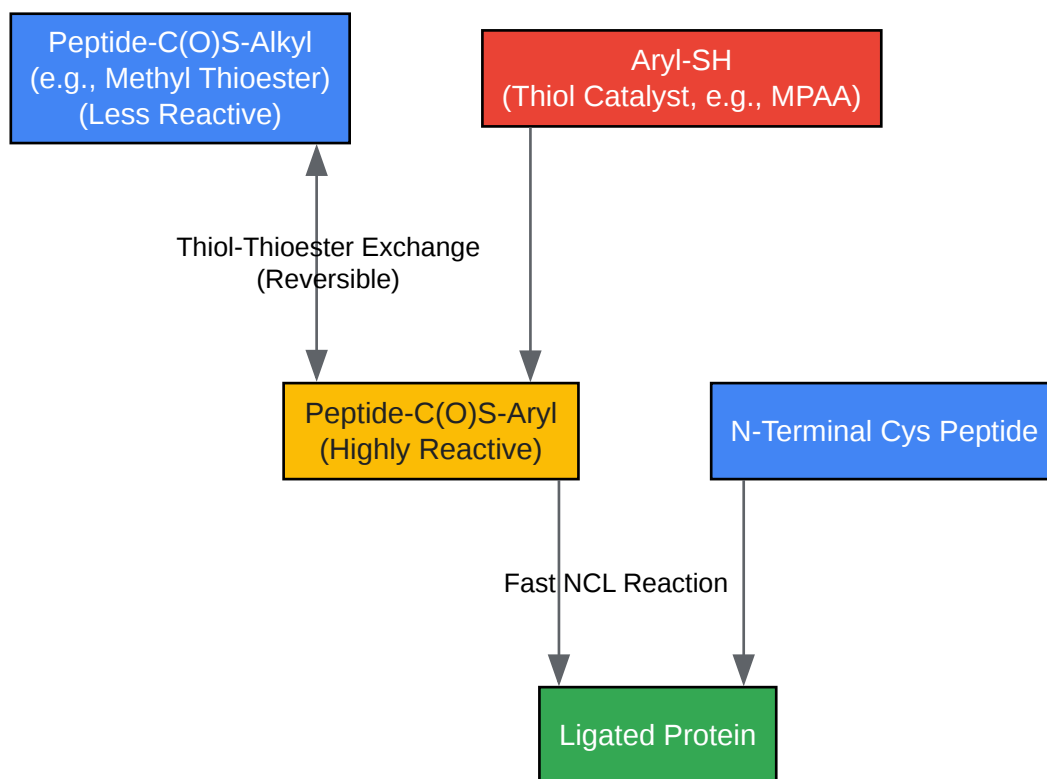 Peptide-C(O)S-Alkyl
(e.g., Methyl Thioester)
(Less Reactive)
Aryl-SH
(Thiol Catalyst, e.g., MPAA)
Thiol-Thioester Exchange
(Reversible)
Peptide-C(O)S-Aryl
(Highly Reactive)
N-Terminal Cys Peptide
Fast NCL Reaction
Ligated Protein